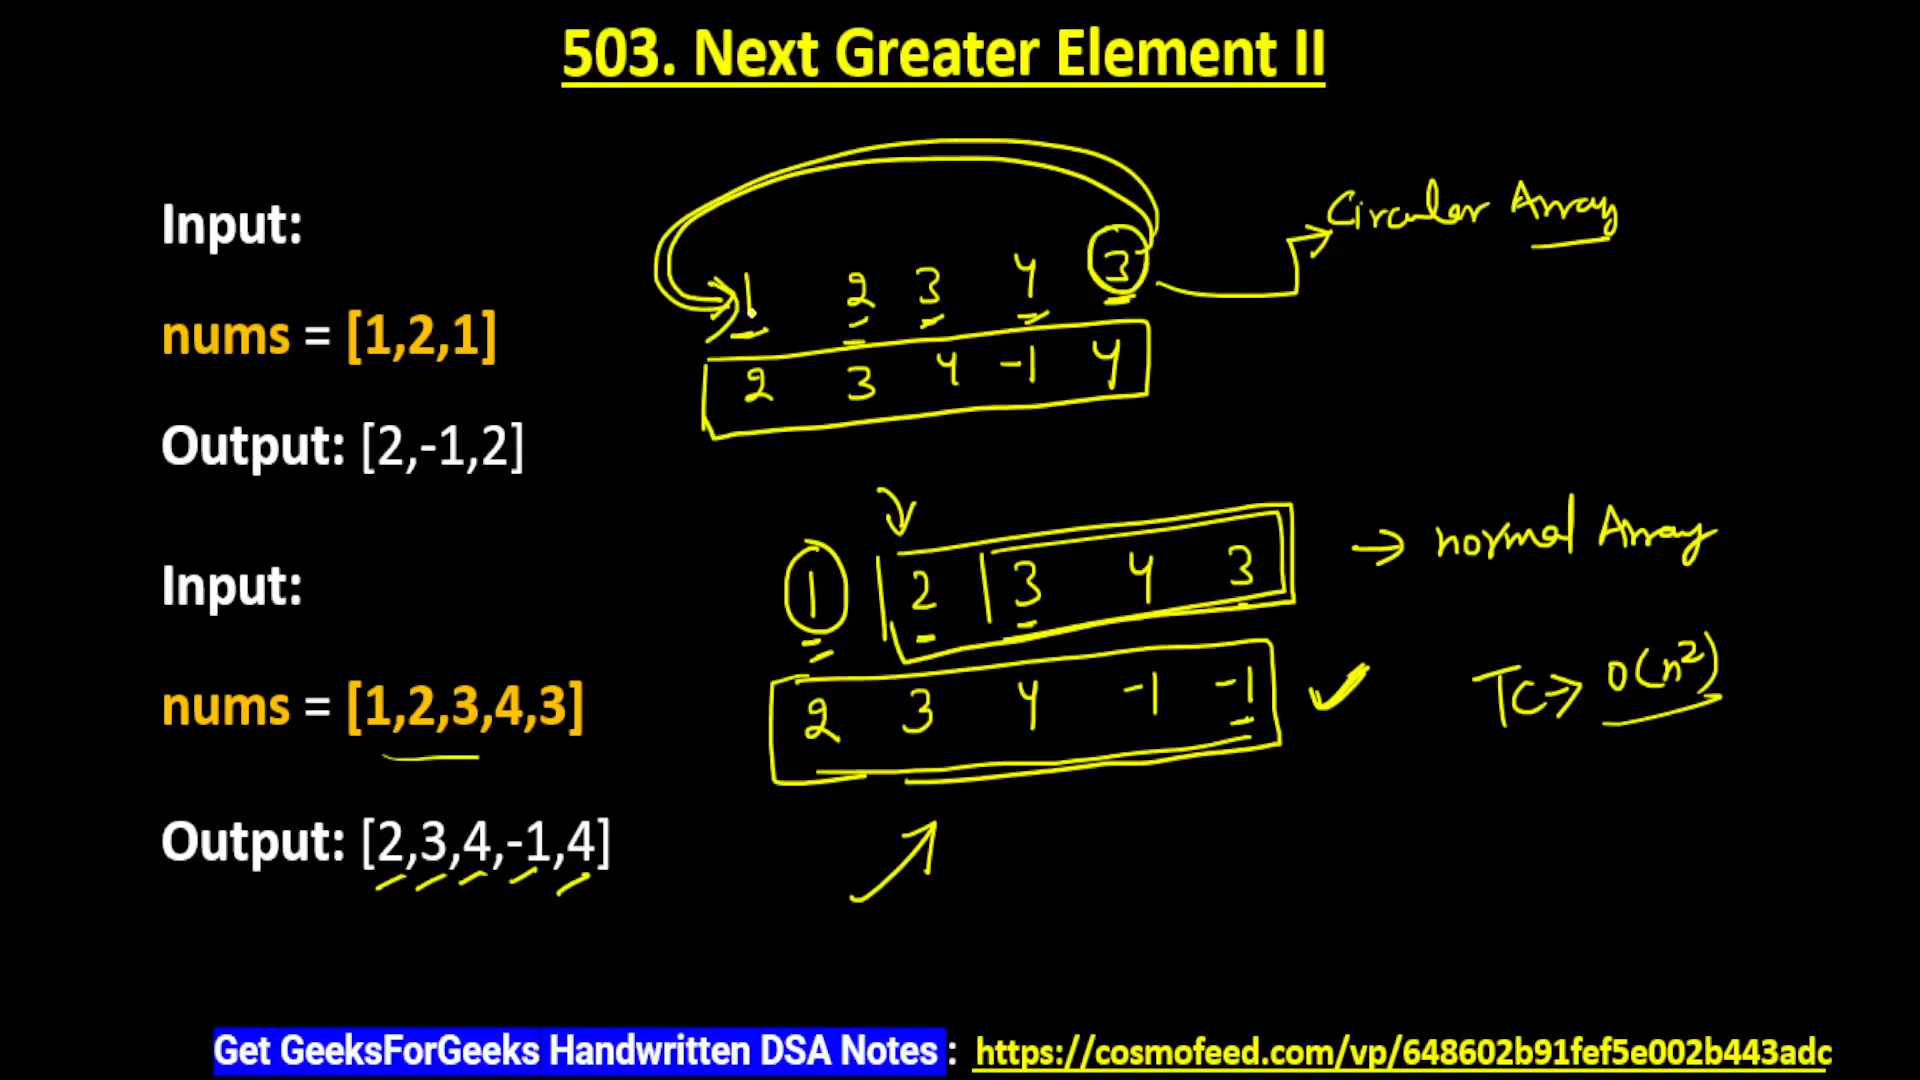 503. Next Greater Element II
Input:
nums = [1,2,1]
Output: [2,-1,2]
Input:
nums = [1,2,3,4,3]
Output: [2,3,4,-1,4]
1 2 3 4 3
Circular Array
2 3 4 -1 4
1 2 3 4 3
→ normal Array
2 3 4 -1 -1 ✓
TC → O(n²)
Get GeeksForGeeks Handwritten DSA Notes : https://cosmofeed.com/vp/648602b91fef5e002b443adc